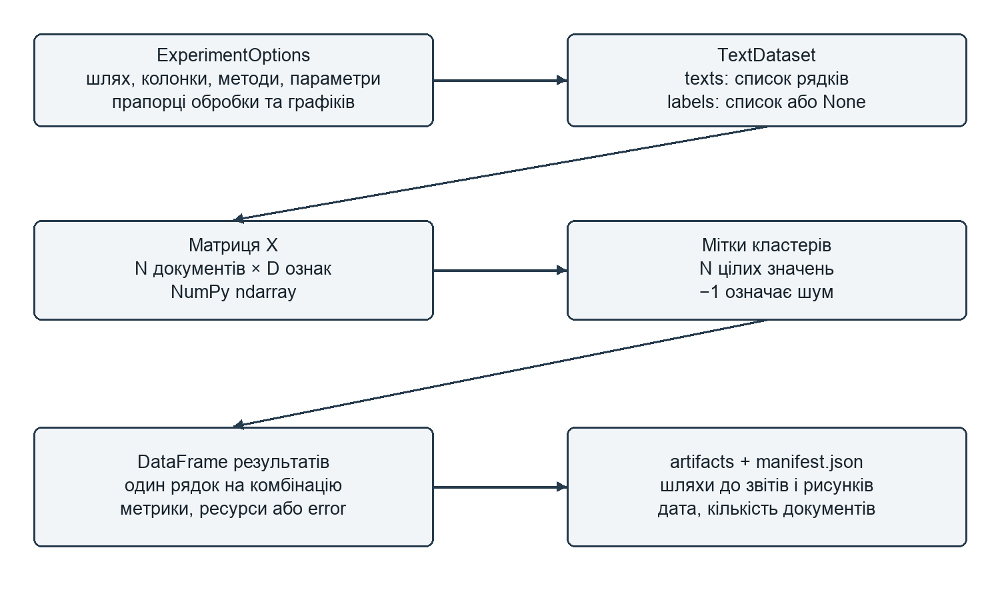 ExperimentOptions
шлях, колонки, методи, параметри
прапорці обробки та графіків
TextDataset
texts: список рядків
labels: список або None
Матриця X
N документів × D ознак
NumPy ndarray
Мітки кластерів
N цілих значень
−1 означає шум
DataFrame результатів
один рядок на комбінацію
метрики, ресурси або error
artifacts + manifest.json
шляхи до звітів і рисунків
дата, кількість документів